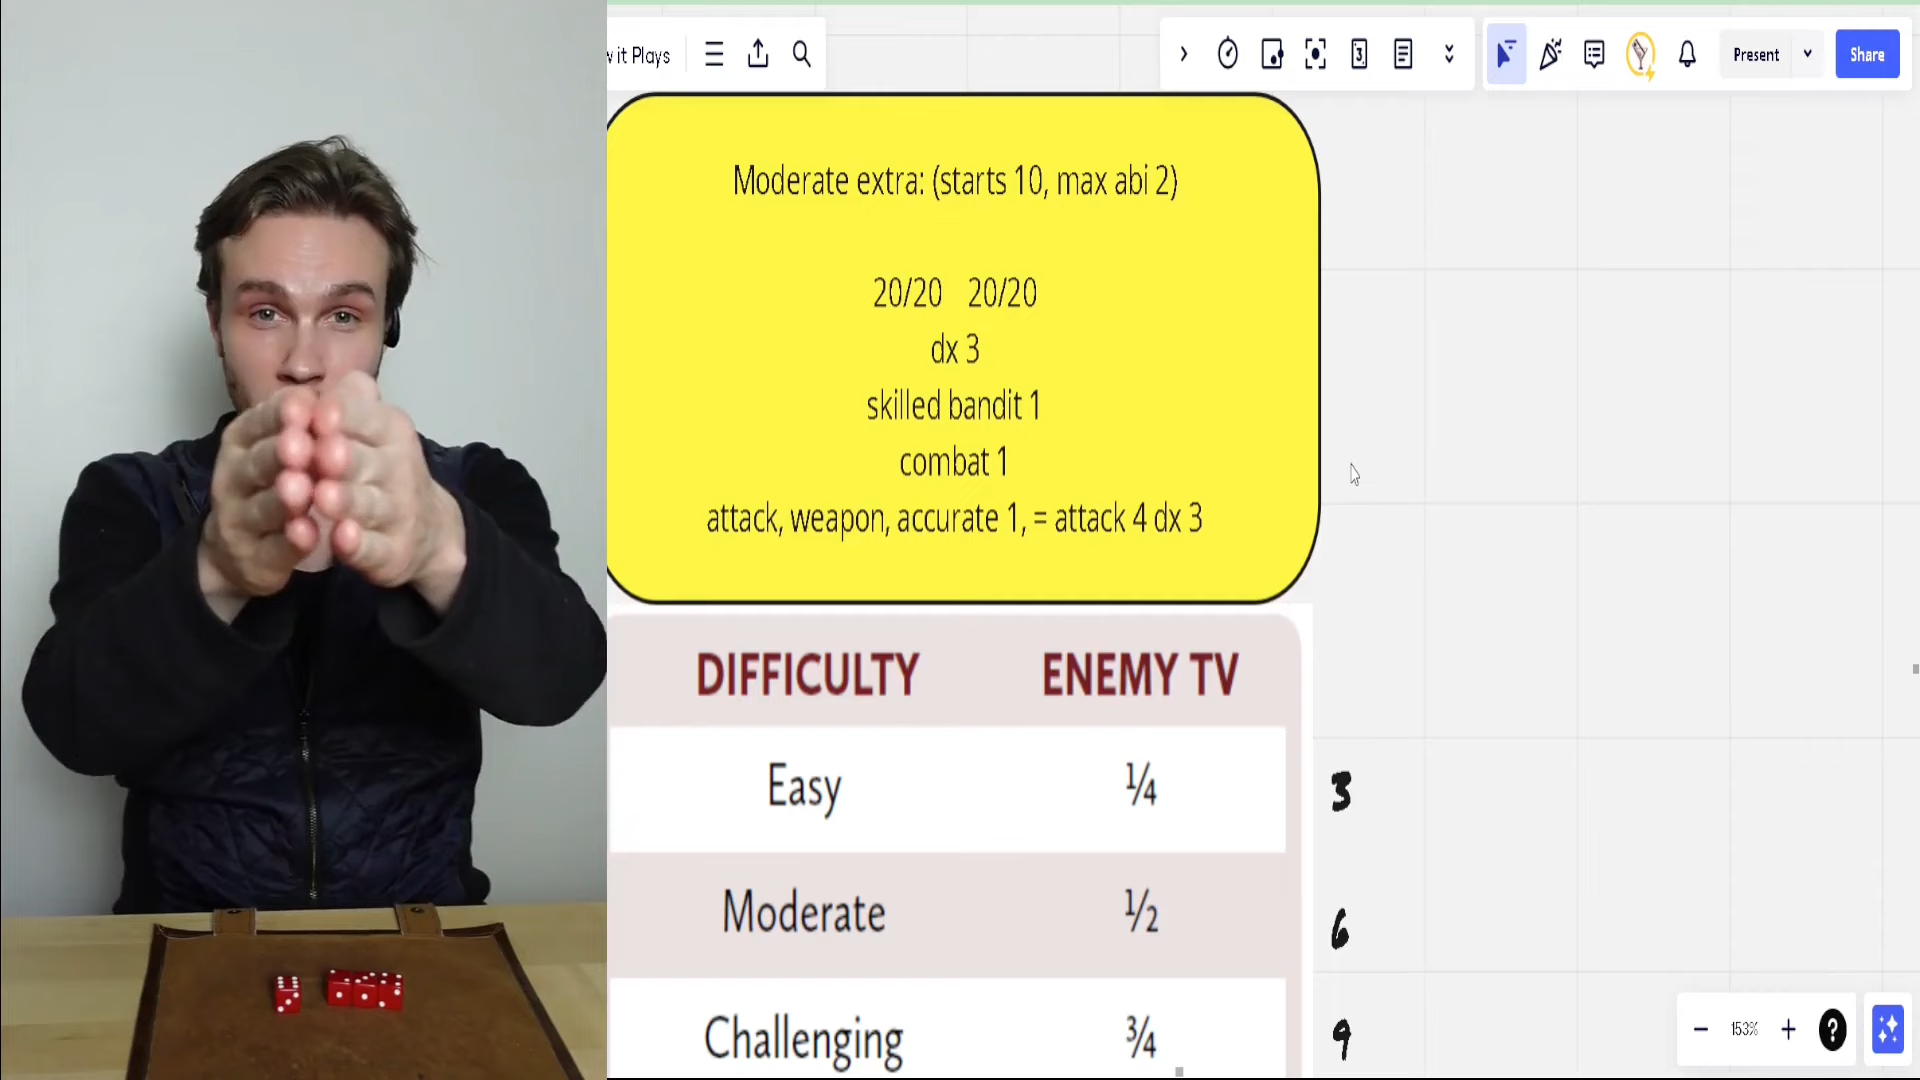 it Plays
Present
Share
Moderate extra: (starts 10, max abi 2)
20/20 20/20
dx 3
skilled bandit 1
combat 1
attack, weapon, accurate 1, = attack 4 dx 3
DIFFICULTY ENEMY TV
Easy ¼ 3
Moderate ½ 6
Challenging ¾ 9
153%